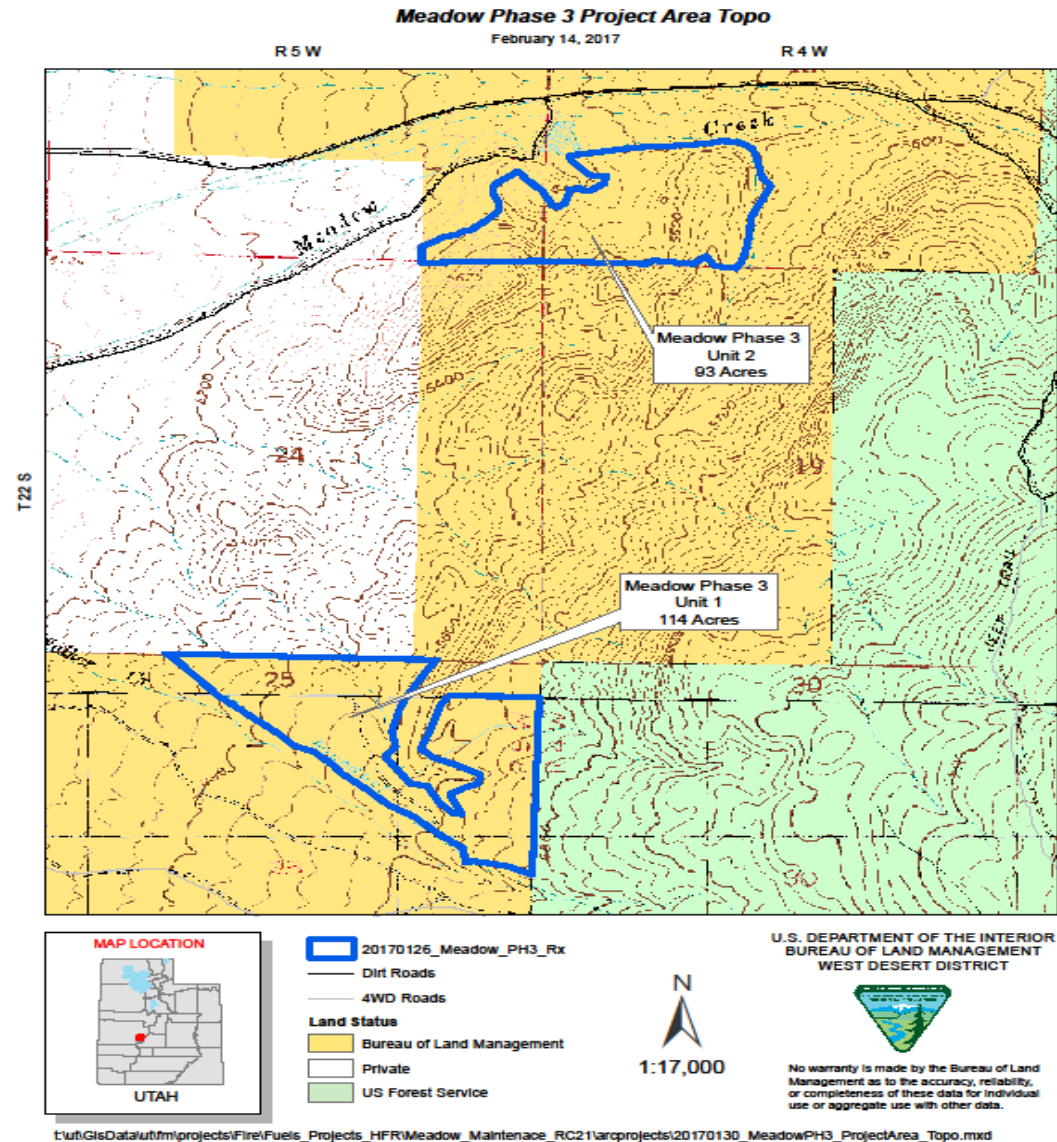 Meadow Phase 3 Project Area Topo
February 14, 2017
R 5 W
R 4 W
T22 S
Creek
Meadow
5600
Meadow Phase 3
Unit 2
93 Acres
5400
24
19
Meadow Phase 3
Unit 1
114 Acres
TRAIL
25
30
MAP LOCATION
UTAH
20170126_Meadow_PH3_Rx
Dirt Roads
4WD Roads
Land Status
Bureau of Land Management
Private
US Forest Service
N
1:17,000
U.S. DEPARTMENT OF THE INTERIOR
BUREAU OF LAND MANAGEMENT
WEST DESERT DISTRICT
No warranty is made by the Bureau of Land
Management as to the accuracy, reliability,
or completeness of these data for individual
use or aggregate use with other data.
t:\ut\GisData\ut\fm\projects\Fire\Fuels_Projects_HFR\Meadow_Maintenace_RC21\arcprojects\20170130_MeadowPH3_ProjectArea_Topo.mxd